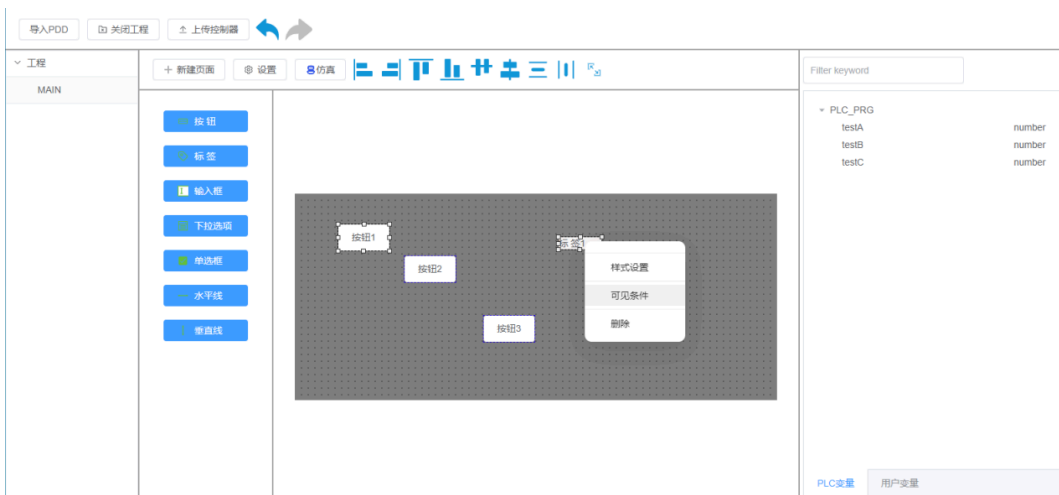 导入PDD 关闭工程 上传控制器
工程
MAIN
新建页面 设置 仿真
Filter keyword
按钮
标签
输入框
下拉选项
单选框
水平线
垂直线
按钮1
按钮2
按钮3
标签1
样式设置
可见条件
删除
PLC_PRG
testA number
testB number
testC number
PLC变量 用户变量